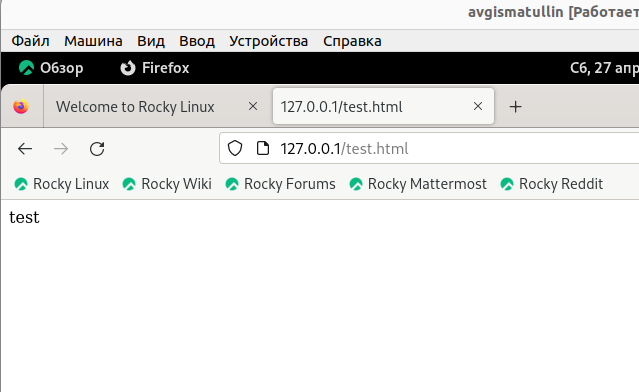 avgismatullin [Работает
Файл Машина Вид Ввод Устройства Справка
Обзор Firefox Сб, 27 апр
Welcome to Rocky Linux 127.0.0.1/test.html
127.0.0.1/test.html
Rocky Linux Rocky Wiki Rocky Forums Rocky Mattermost Rocky Reddit
test